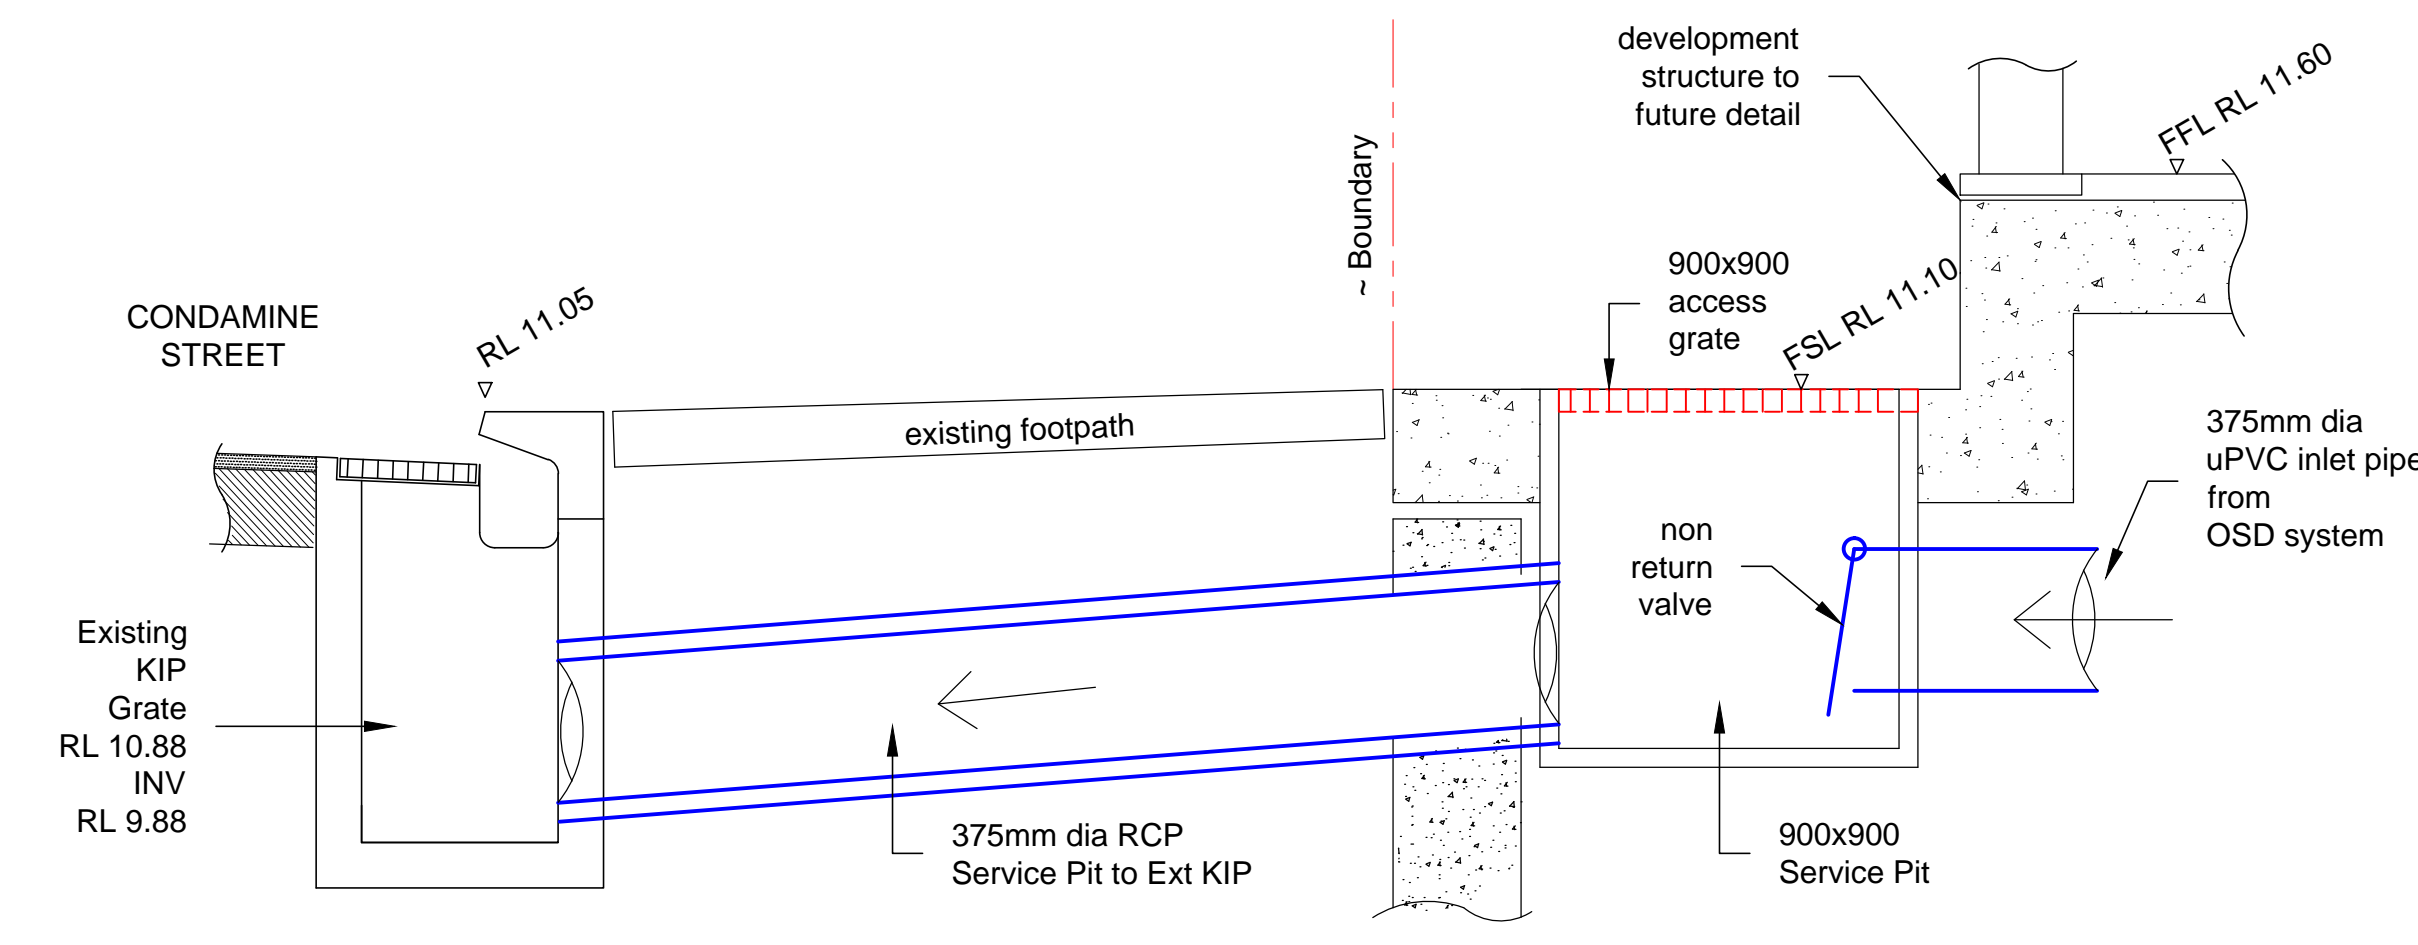 development
structure to
future detail
FFL RL 11.60
~ Boundary
900x900
access
grate
FSL RL 11.10
CONDAMINE
STREET
RL 11.05
existing footpath
375mm dia
uPVC inlet pipe
from
OSD system
non
return
valve
Existing
KIP
Grate
RL 10.88
INV
RL 9.88
375mm dia RCP
Service Pit to Ext KIP
900x900
Service Pit